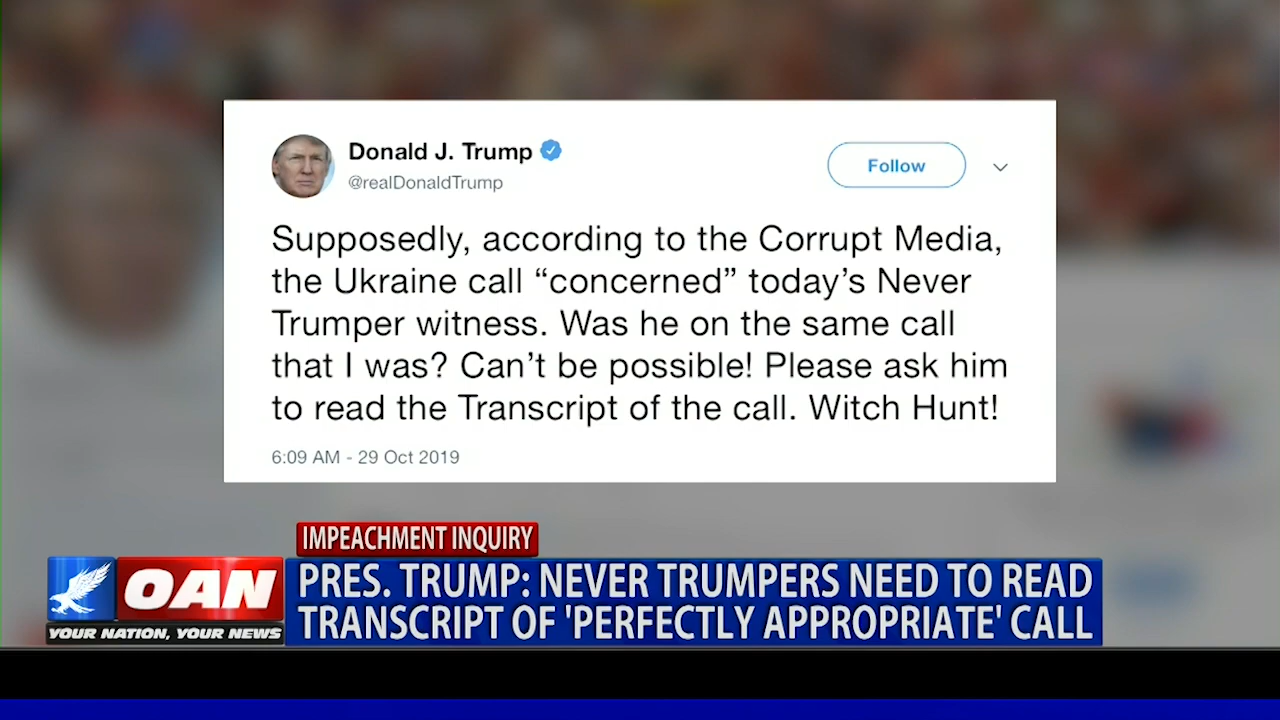 Donald J. Trump
@realDonaldTrump
Follow
Supposedly, according to the Corrupt Media,
the Ukraine call “concerned” today’s Never
Trumper witness. Was he on the same call
that I was? Can’t be possible! Please ask him
to read the Transcript of the call. Witch Hunt!
6:09 AM - 29 Oct 2019
IMPEACHMENT INQUIRY
OAN
YOUR NATION, YOUR NEWS
PRES. TRUMP: NEVER TRUMPERS NEED TO READ
TRANSCRIPT OF 'PERFECTLY APPROPRIATE' CALL